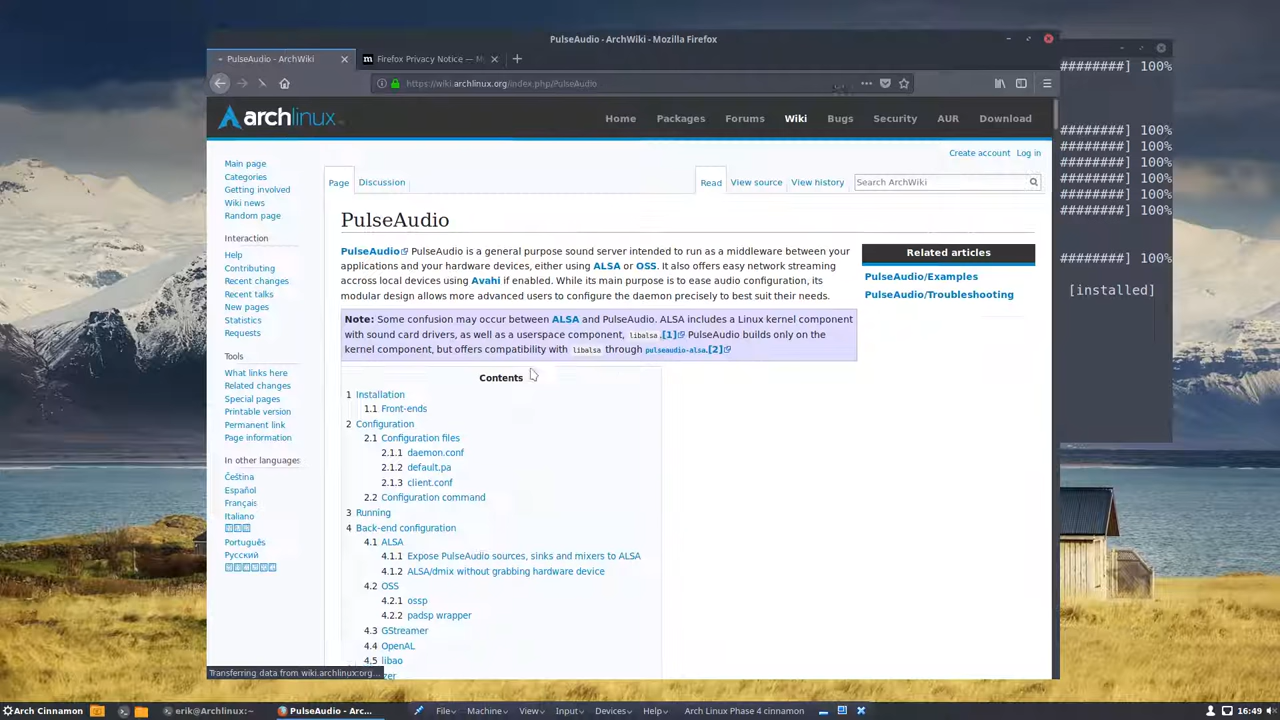 PulseAudio - ArchWiki - Mozilla Firefox
PulseAudio - ArchWiki
Firefox Privacy Notice — M
https://wiki.archlinux.org/index.php/PulseAudio
archlinux
Home Packages Forums Wiki Bugs Security AUR Download
Create account Log in
Main page
Categories
Getting involved
Wiki news
Random page
Interaction
Help
Contributing
Recent changes
Recent talks
New pages
Statistics
Requests
Tools
What links here
Related changes
Special pages
Printable version
Permanent link
Page information
In other languages
Čeština
Español
Français
Italiano
Português
Русский
Page Discussion Read View source View history Search ArchWiki
PulseAudio
PulseAudio PulseAudio is a general purpose sound server intended to run as a middleware between your
applications and your hardware devices, either using ALSA or OSS. It also offers easy network streaming
accross local devices using Avahi if enabled. While its main purpose is to ease audio configuration, its
modular design allows more advanced users to configure the daemon precisely to best suit their needs.
Note: Some confusion may occur between ALSA and PulseAudio. ALSA includes a Linux kernel component
with sound card drivers, as well as a userspace component, libalsa.[1] PulseAudio builds only on the
kernel component, but offers compatibility with libalsa through pulseaudio-alsa.[2]
Related articles
PulseAudio/Examples
PulseAudio/Troubleshooting
Contents
1 Installation
1.1 Front-ends
2 Configuration
2.1 Configuration files
2.1.1 daemon.conf
2.1.2 default.pa
2.1.3 client.conf
2.2 Configuration command
3 Running
4 Back-end configuration
4.1 ALSA
4.1.1 Expose PulseAudio sources, sinks and mixers to ALSA
4.1.2 ALSA/dmix without grabbing hardware device
4.2 OSS
4.2.1 ossp
4.2.2 padsp wrapper
4.3 GStreamer
4.4 OpenAL
4.5 libao
zer
Transferring data from wiki.archlinux.org...
########] 100%
########] 100%
########] 100%
########] 100%
########] 100%
########] 100%
########] 100%
########] 100%
[installed]
Arch Cinnamon
erik@Archlinux:~
PulseAudio - Arc...
File Machine View Input Devices Help Arch Linux Phase 4 cinnamon
16:49